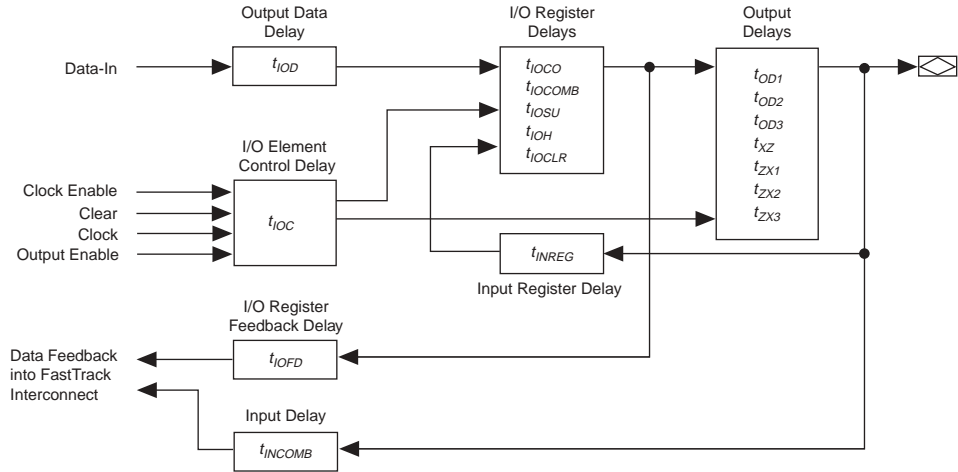 Output Data
Delay
I/O Register
Delays
Output
Delays
Data-In
tIOD
tIOCO
tIOCOMB
tIOSU
tIOH
tIOCLR
tOD1
tOD2
tOD3
tXZ
tZX1
tZX2
tZX3
I/O Element
Control Delay
Clock Enable
Clear
Clock
Output Enable
tIOC
tINREG
Input Register Delay
I/O Register
Feedback Delay
tIOFD
Data Feedback
into FastTrack
Interconnect
Input Delay
tINCOMB